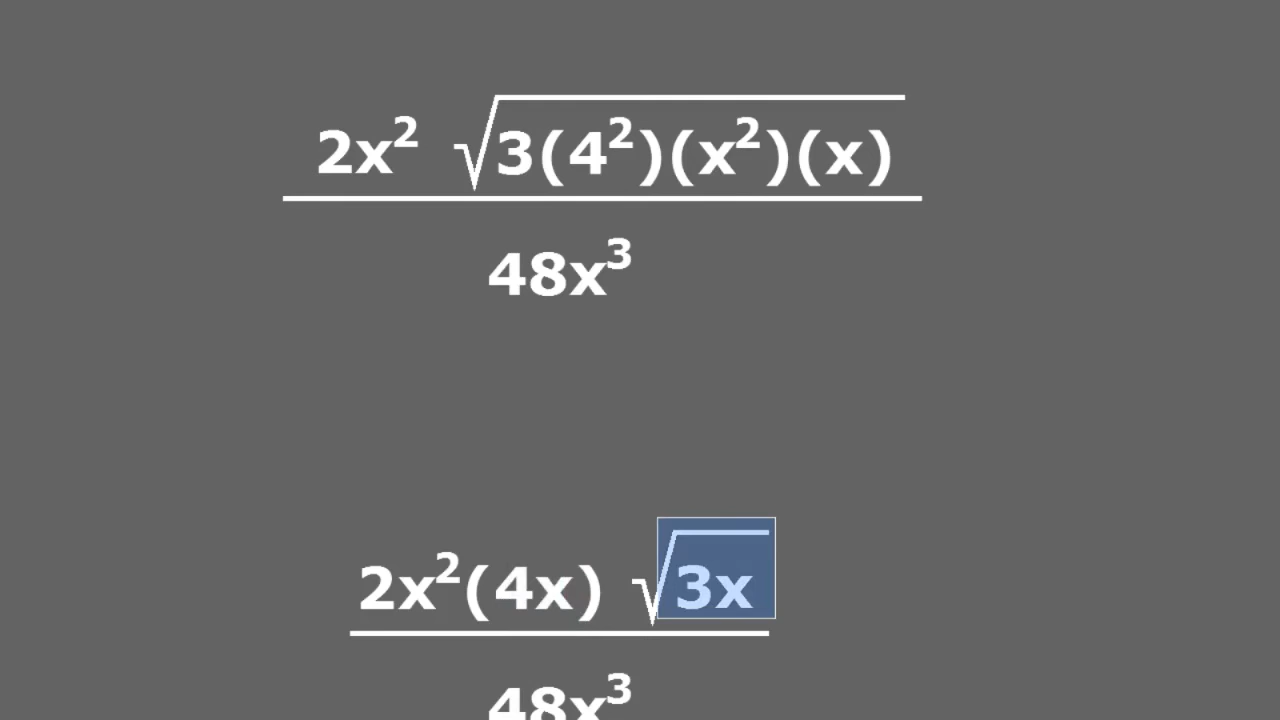 2x² √3(4²)(x²)(x)
48x³
2x²(4x) √3x
48x³